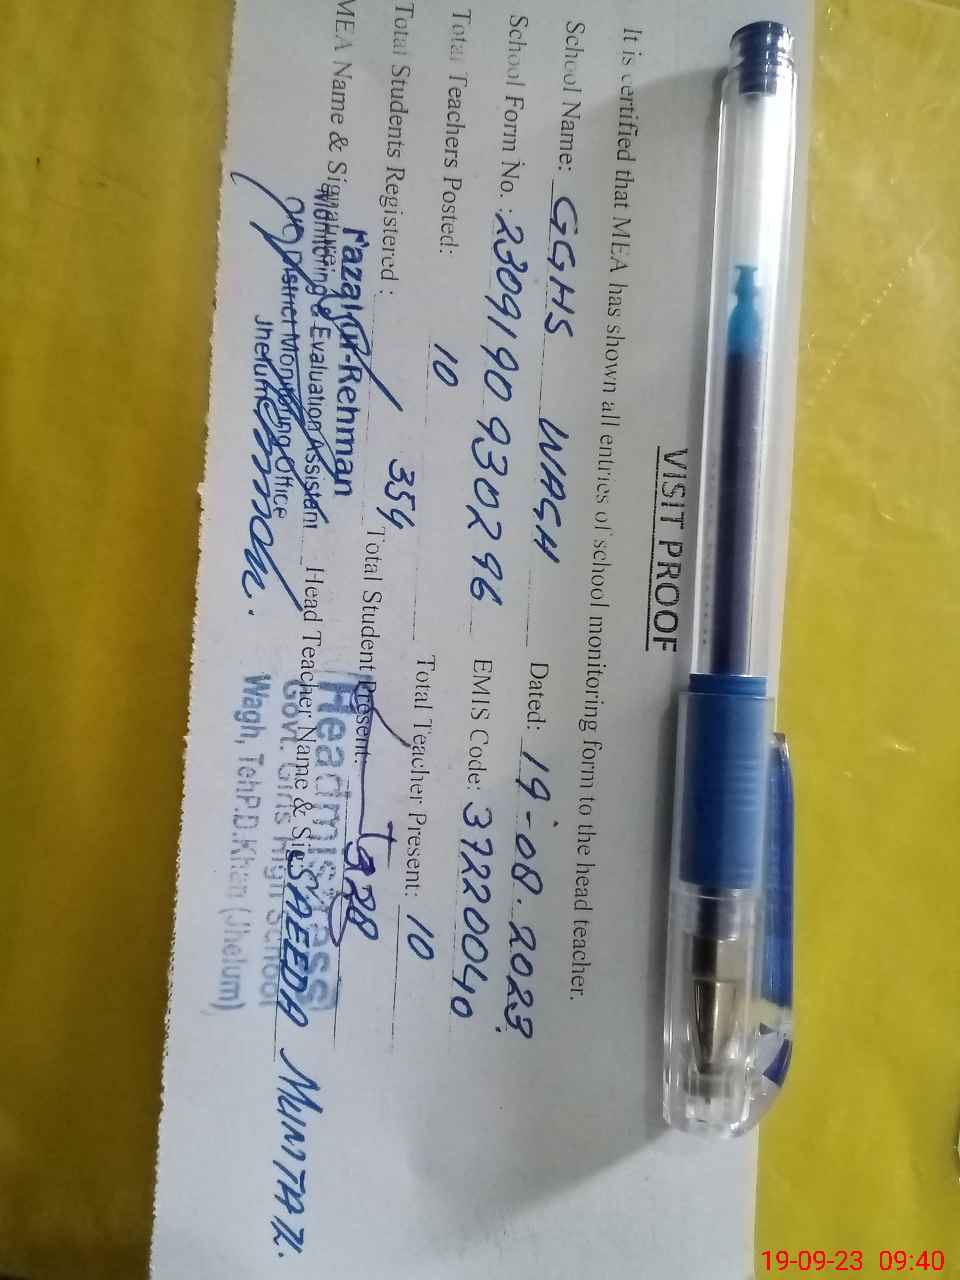 VISIT PROOF
It is certified that MEA has shown all entries of school monitoring form to the head teacher.
School Name: GGHS WAGH Dated: 19-08.2023
School Form No.: 2309190930296 EMIS Code: 37220040
Total Teachers Posted: 10 Total Teacher Present: 10
Total Students Registered: 354 Total Student Present: 328
MEA Name & Signature: Head Teacher Name & Sig SAEEDA MUMTAZ.
Fazal-ur-Rehman
Monitoring & Evaluation Assistant
O/O District Monitoring Office
Jhelum
Headmistress
Govt. Girls High School
Wagh, Teh P.D.Khan (Jhelum)
19-09-23 09:40